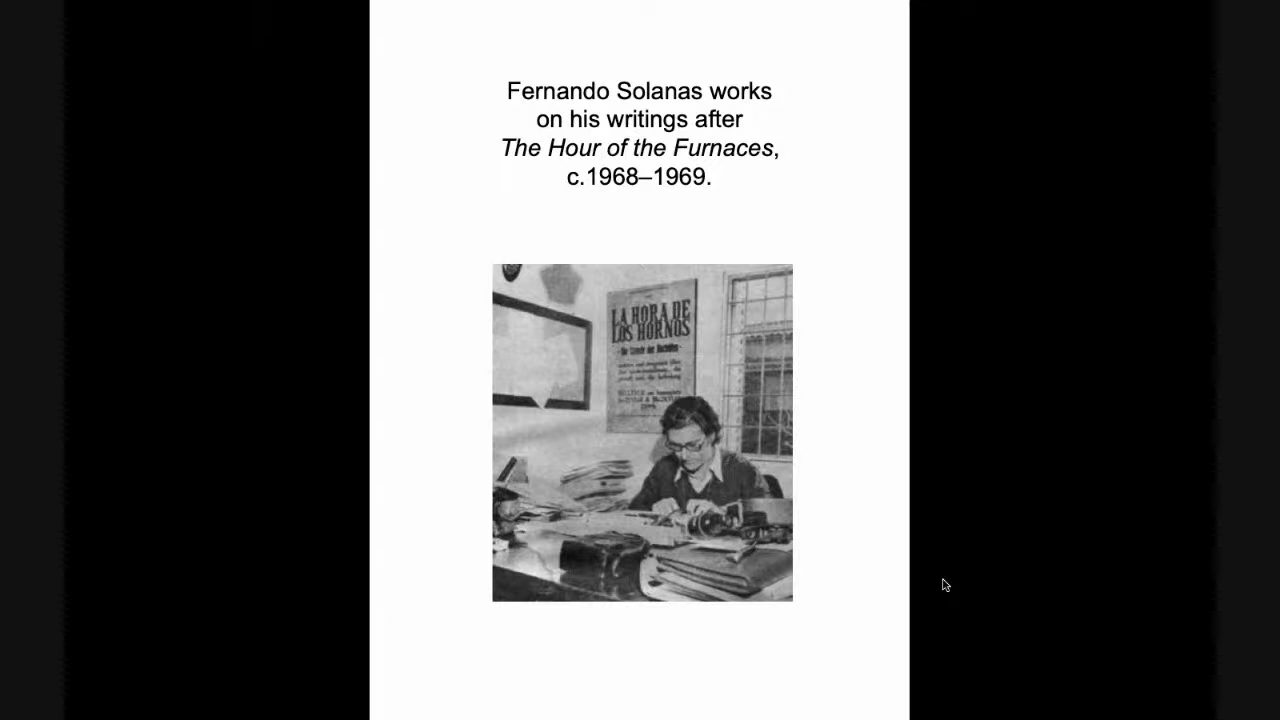 Fernando Solanas works
on his writings after
The Hour of the Furnaces,
c.1968–1969.
LA HORA DE
LOS HORNOS